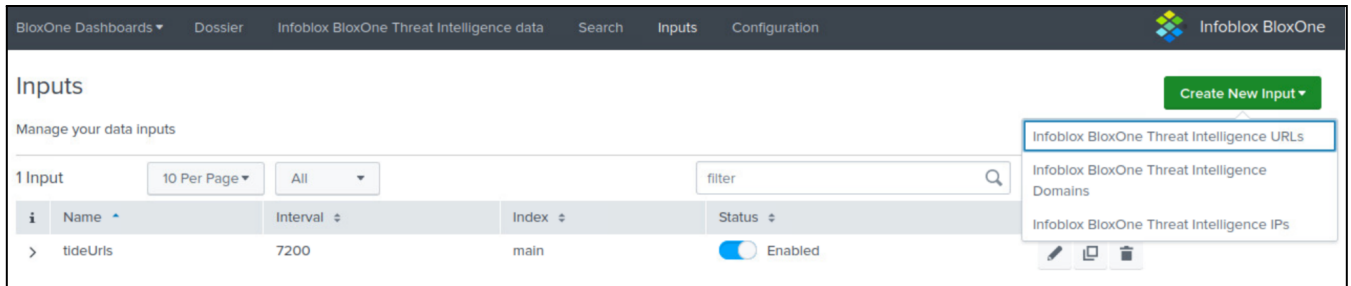 BloxOne Dashboards Dossier Infoblox BloxOne Threat Intelligence data Search Inputs Configuration Infoblox BloxOne
Inputs
Create New Input
Manage your data inputs
Infoblox BloxOne Threat Intelligence URLs
1 Input 10 Per Page All filter
Infoblox BloxOne Threat Intelligence
Domains
Infoblox BloxOne Threat Intelligence IPs
i Name Interval Index Status
tideUrls 7200 main Enabled